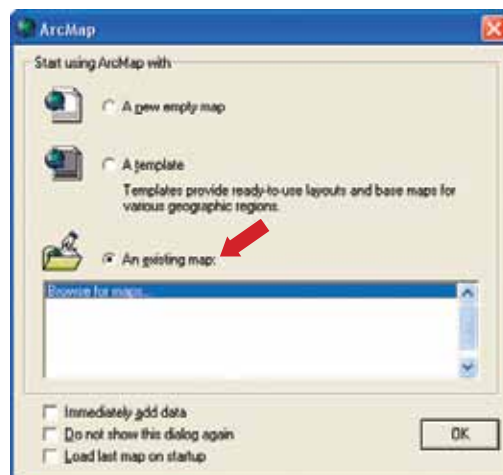 ArcMap
Start using ArcMap with
A new empty map
A template
Templates provide ready-to-use layouts and base maps for
various geographic regions.
An existing map:
Browse for maps...
Immediately add data
Do not show this dialog again
Load last map on startup
OK